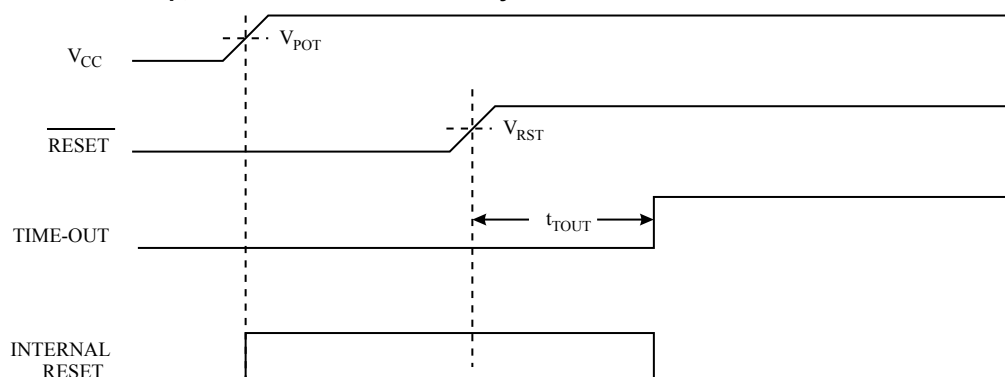 V_CC
V_POT
RESET
V_RST
TIME-OUT
t_TOUT
INTERNAL
RESET